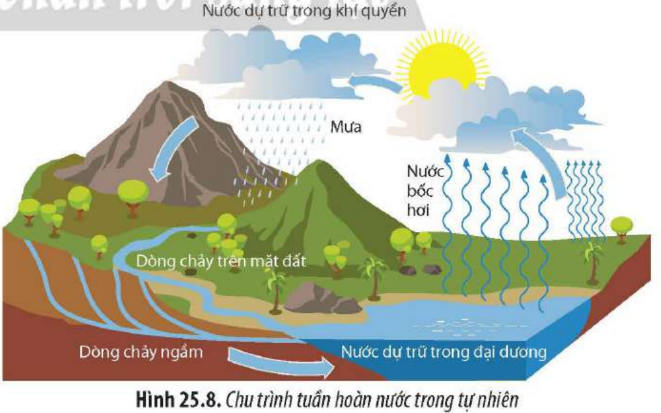 Nước dự trữ trong khí quyển
Mưa
Nước
bốc
hơi
Dòng chảy trên mặt đất
Dòng chảy ngầm
Nước dự trữ trong đại dương
Hình 25.8. Chu trình tuần hoàn nước trong tự nhiên